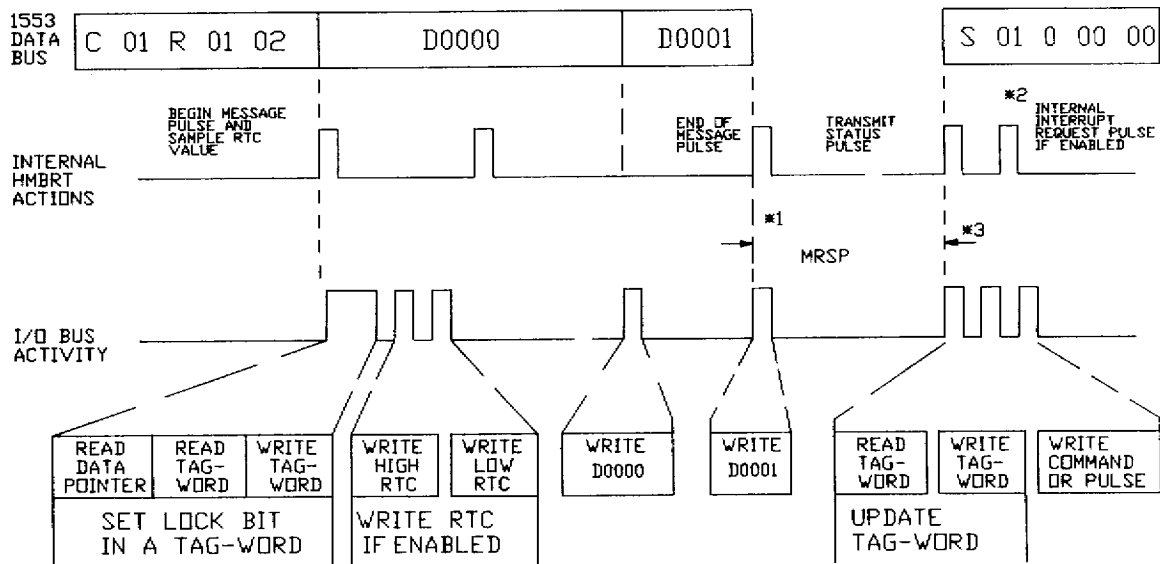 1553
DATA
BUS
C 01 R 01 02
D0000
D0001
S 01 0 00 00
BEGIN MESSAGE
PULSE AND
SAMPLE RTC
VALUE
END OF
MESSAGE
PULSE
TRANSMIT
STATUS
PULSE
*2
INTERNAL
INTERRUPT
REQUEST PULSE
IF ENABLED
INTERNAL
HMBRT
ACTIONS
*1
*3
MRSP
I/O BUS
ACTIVITY
READ
DATA
POINTER
READ
TAG-
WORD
WRITE
TAG-
WORD
WRITE
HIGH
RTC
WRITE
LOW
RTC
WRITE
D0000
WRITE
D0001
READ
TAG-
WORD
WRITE
TAG-
WORD
WRITE
COMMAND
OR PULSE
SET LOCK BIT
IN A TAG-WORD
WRITE RTC
IF ENABLED
UPDATE
TAG-WORD